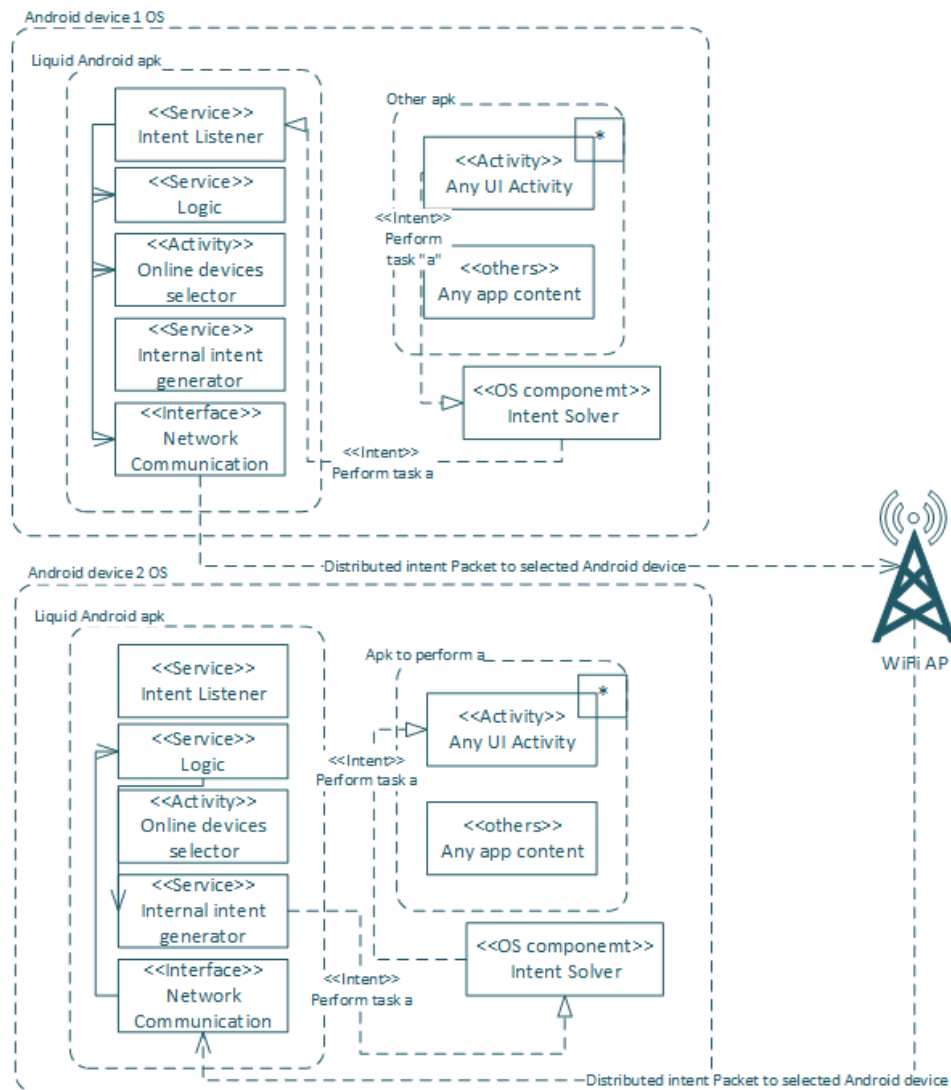 Android device 1 OS
Liquid Android apk
<<Service>>
Intent Listener
<<Service>>
Logic
<<Activity>>
Online devices
selector
<<Service>>
Internal intent
generator
<<Interface>>
Network
Communication
Other apk
*
<<Activity>>
Any UI Activity
<<Intent>>
Perform
task "a"
<<others>>
Any app content
<<OS componemt>>
Intent Solver
<<Intent>>
Perform task a
Distributed intent Packet to selected Android device
WiFi AP
Android device 2 OS
Liquid Android apk
<<Service>>
Intent Listener
<<Service>>
Logic
<<Activity>>
Online devices
selector
<<Service>>
Internal intent
generator
<<Interface>>
Network
Communication
Apk to perform a
*
<<Activity>>
Any UI Activity
<<Intent>>
Perform task a
<<others>>
Any app content
<<OS componemt>>
Intent Solver
<<Intent>>
Perform task a
Distributed intent Packet to selected Android device